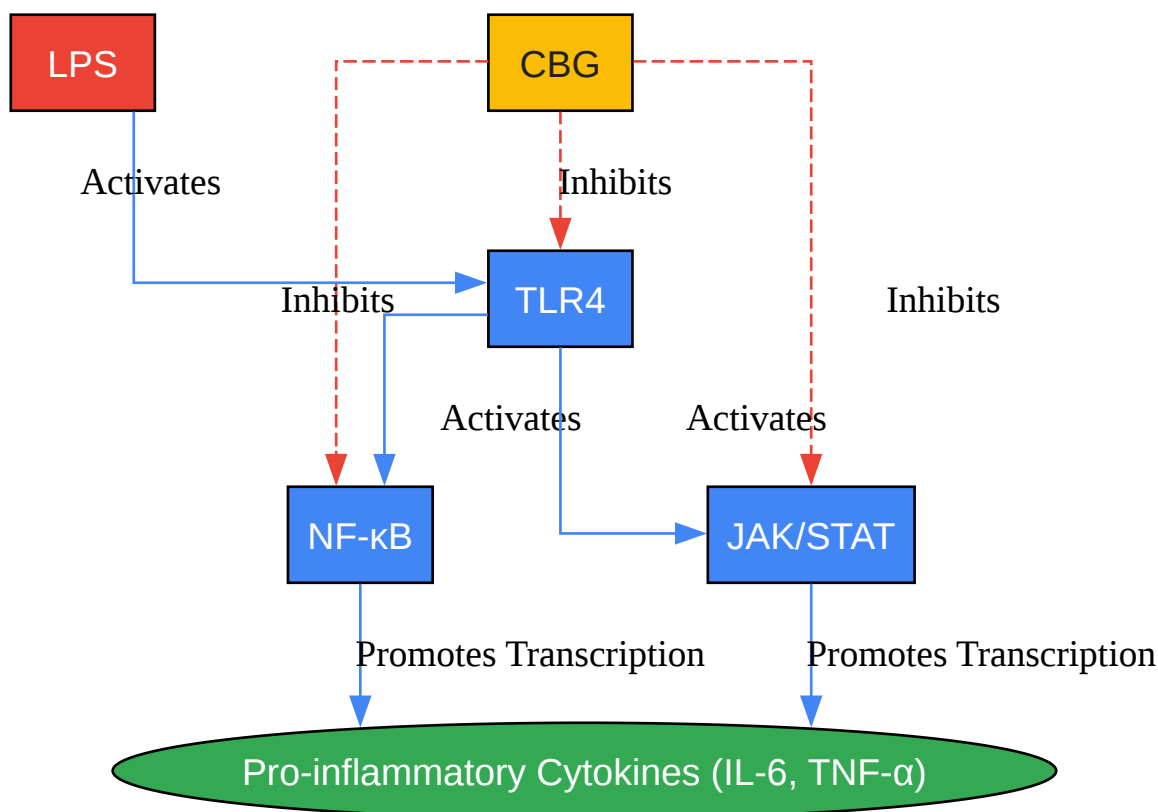 LPS
CBG
Activates
Inhibits
Inhibits
TLR4
Inhibits
Activates
Activates
NF-κB
JAK/STAT
Promotes Transcription
Promotes Transcription
Pro-inflammatory Cytokines (IL-6, TNF-α)